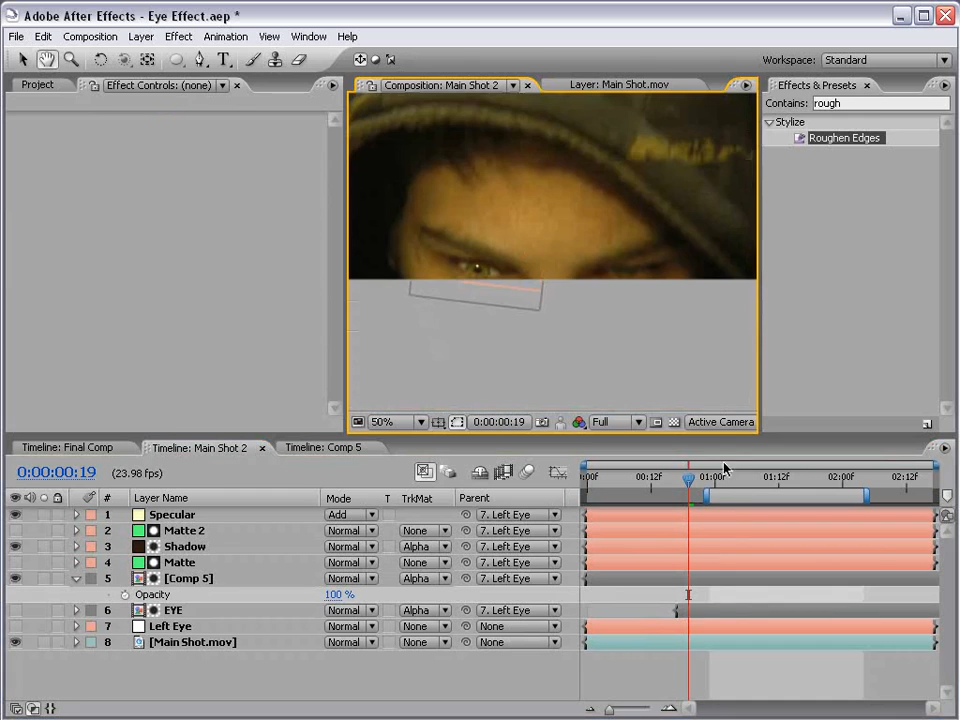 Adobe After Effects - Eye Effect.aep *
File Edit Composition Layer Effect Animation View Window Help
Workspace: Standard
Project Effect Controls: (none) Composition: Main Shot 2 Layer: Main Shot.mov Effects & Presets
Contains: rough
Stylize
Roughen Edges
50% 0:00:00:19 Full Active Camera
Timeline: Final Comp Timeline: Main Shot 2 Timeline: Comp 5
0:00:00:19 (23.98 fps)
:00f 00:12f 01:00f 01:12f 02:00f 02:12f
# Layer Name Mode T TrkMat Parent
1 Specular Add 7. Left Eye
2 Matte 2 Normal None 7. Left Eye
3 Shadow Normal Alpha 7. Left Eye
4 Matte Normal None 7. Left Eye
5 [Comp 5] Normal Alpha 7. Left Eye
Opacity 100 %
6 EYE Normal Alpha 7. Left Eye
7 Left Eye Normal None None
8 [Main Shot.mov] Normal None None